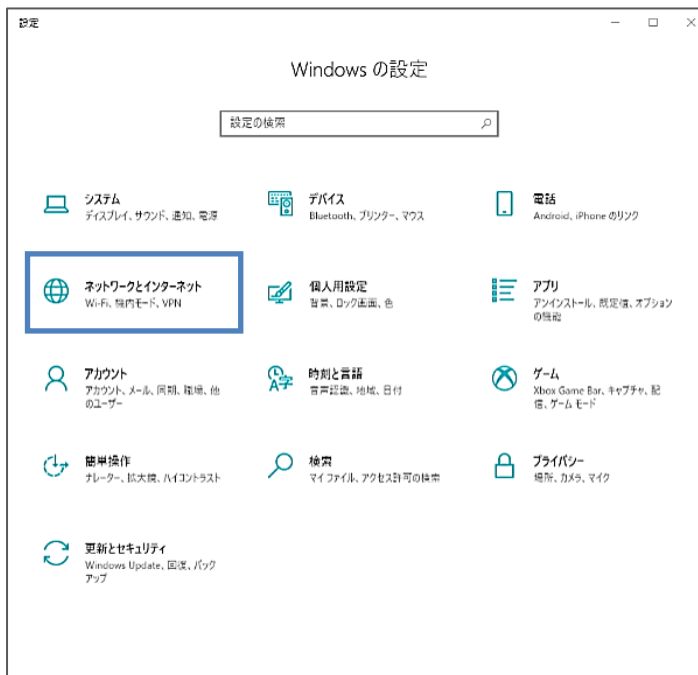 設定
Windows の設定
設定の検索
システム
ディスプレイ、サウンド、通知、電源
デバイス
Bluetooth、プリンター、マウス
電話
Android、iPhone のリンク
ネットワークとインターネット
Wi-Fi、機内モード、VPN
個人用設定
背景、ロック画面、色
アプリ
アンインストール、既定値、オプション
の機能
アカウント
アカウント、メール、同期、職場、他
のユーザー
時刻と言語
音声認識、地域、日付
ゲーム
Xbox Game Bar、キャプチャ、配
信、ゲーム モード
簡単操作
ナレーター、拡大鏡、ハイコントラスト
検索
マイ ファイル、アクセス許可の検索
プライバシー
場所、カメラ、マイク
更新とセキュリティ
Windows Update、回復、バック
アップ